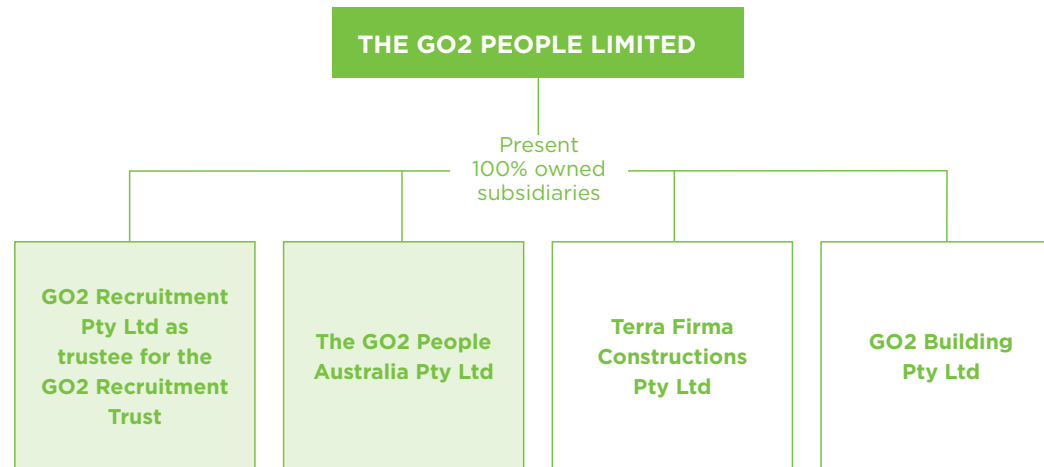 THE GO2 PEOPLE LIMITED
Present
100% owned
subsidiaries
GO2 Recruitment
Pty Ltd as
trustee for the
GO2 Recruitment
Trust
The GO2 People
Australia Pty Ltd
Terra Firma
Constructions
Pty Ltd
GO2 Building
Pty Ltd